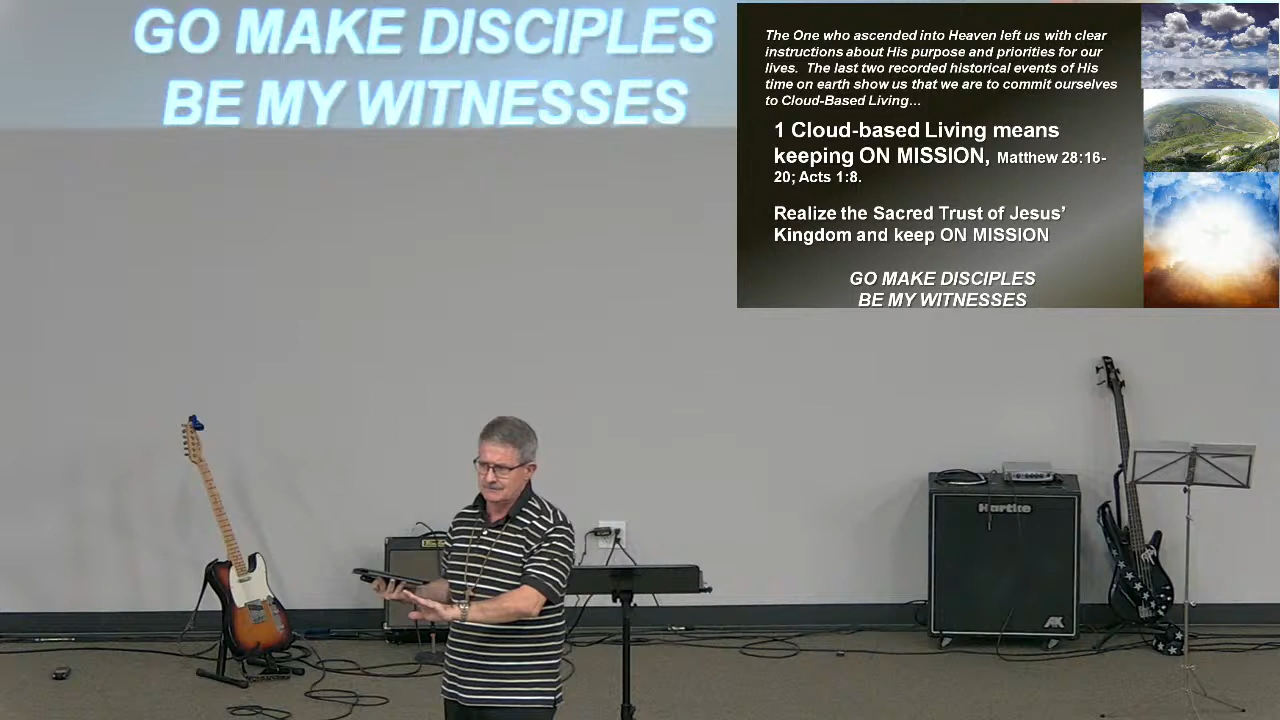 GO MAKE DISCIPLES
BE MY WITNESSES
The One who ascended into Heaven left us with clear
instructions about His purpose and priorities for our
lives.  The last two recorded historical events of His
time on earth show us that we are to commit ourselves
to Cloud-Based Living...
1 Cloud-based Living means
keeping ON MISSION, Matthew 28:16-
20; Acts 1:8.
Realize the Sacred Trust of Jesus’
Kingdom and keep ON MISSION
GO MAKE DISCIPLES
BE MY WITNESSES
Hartke
AK